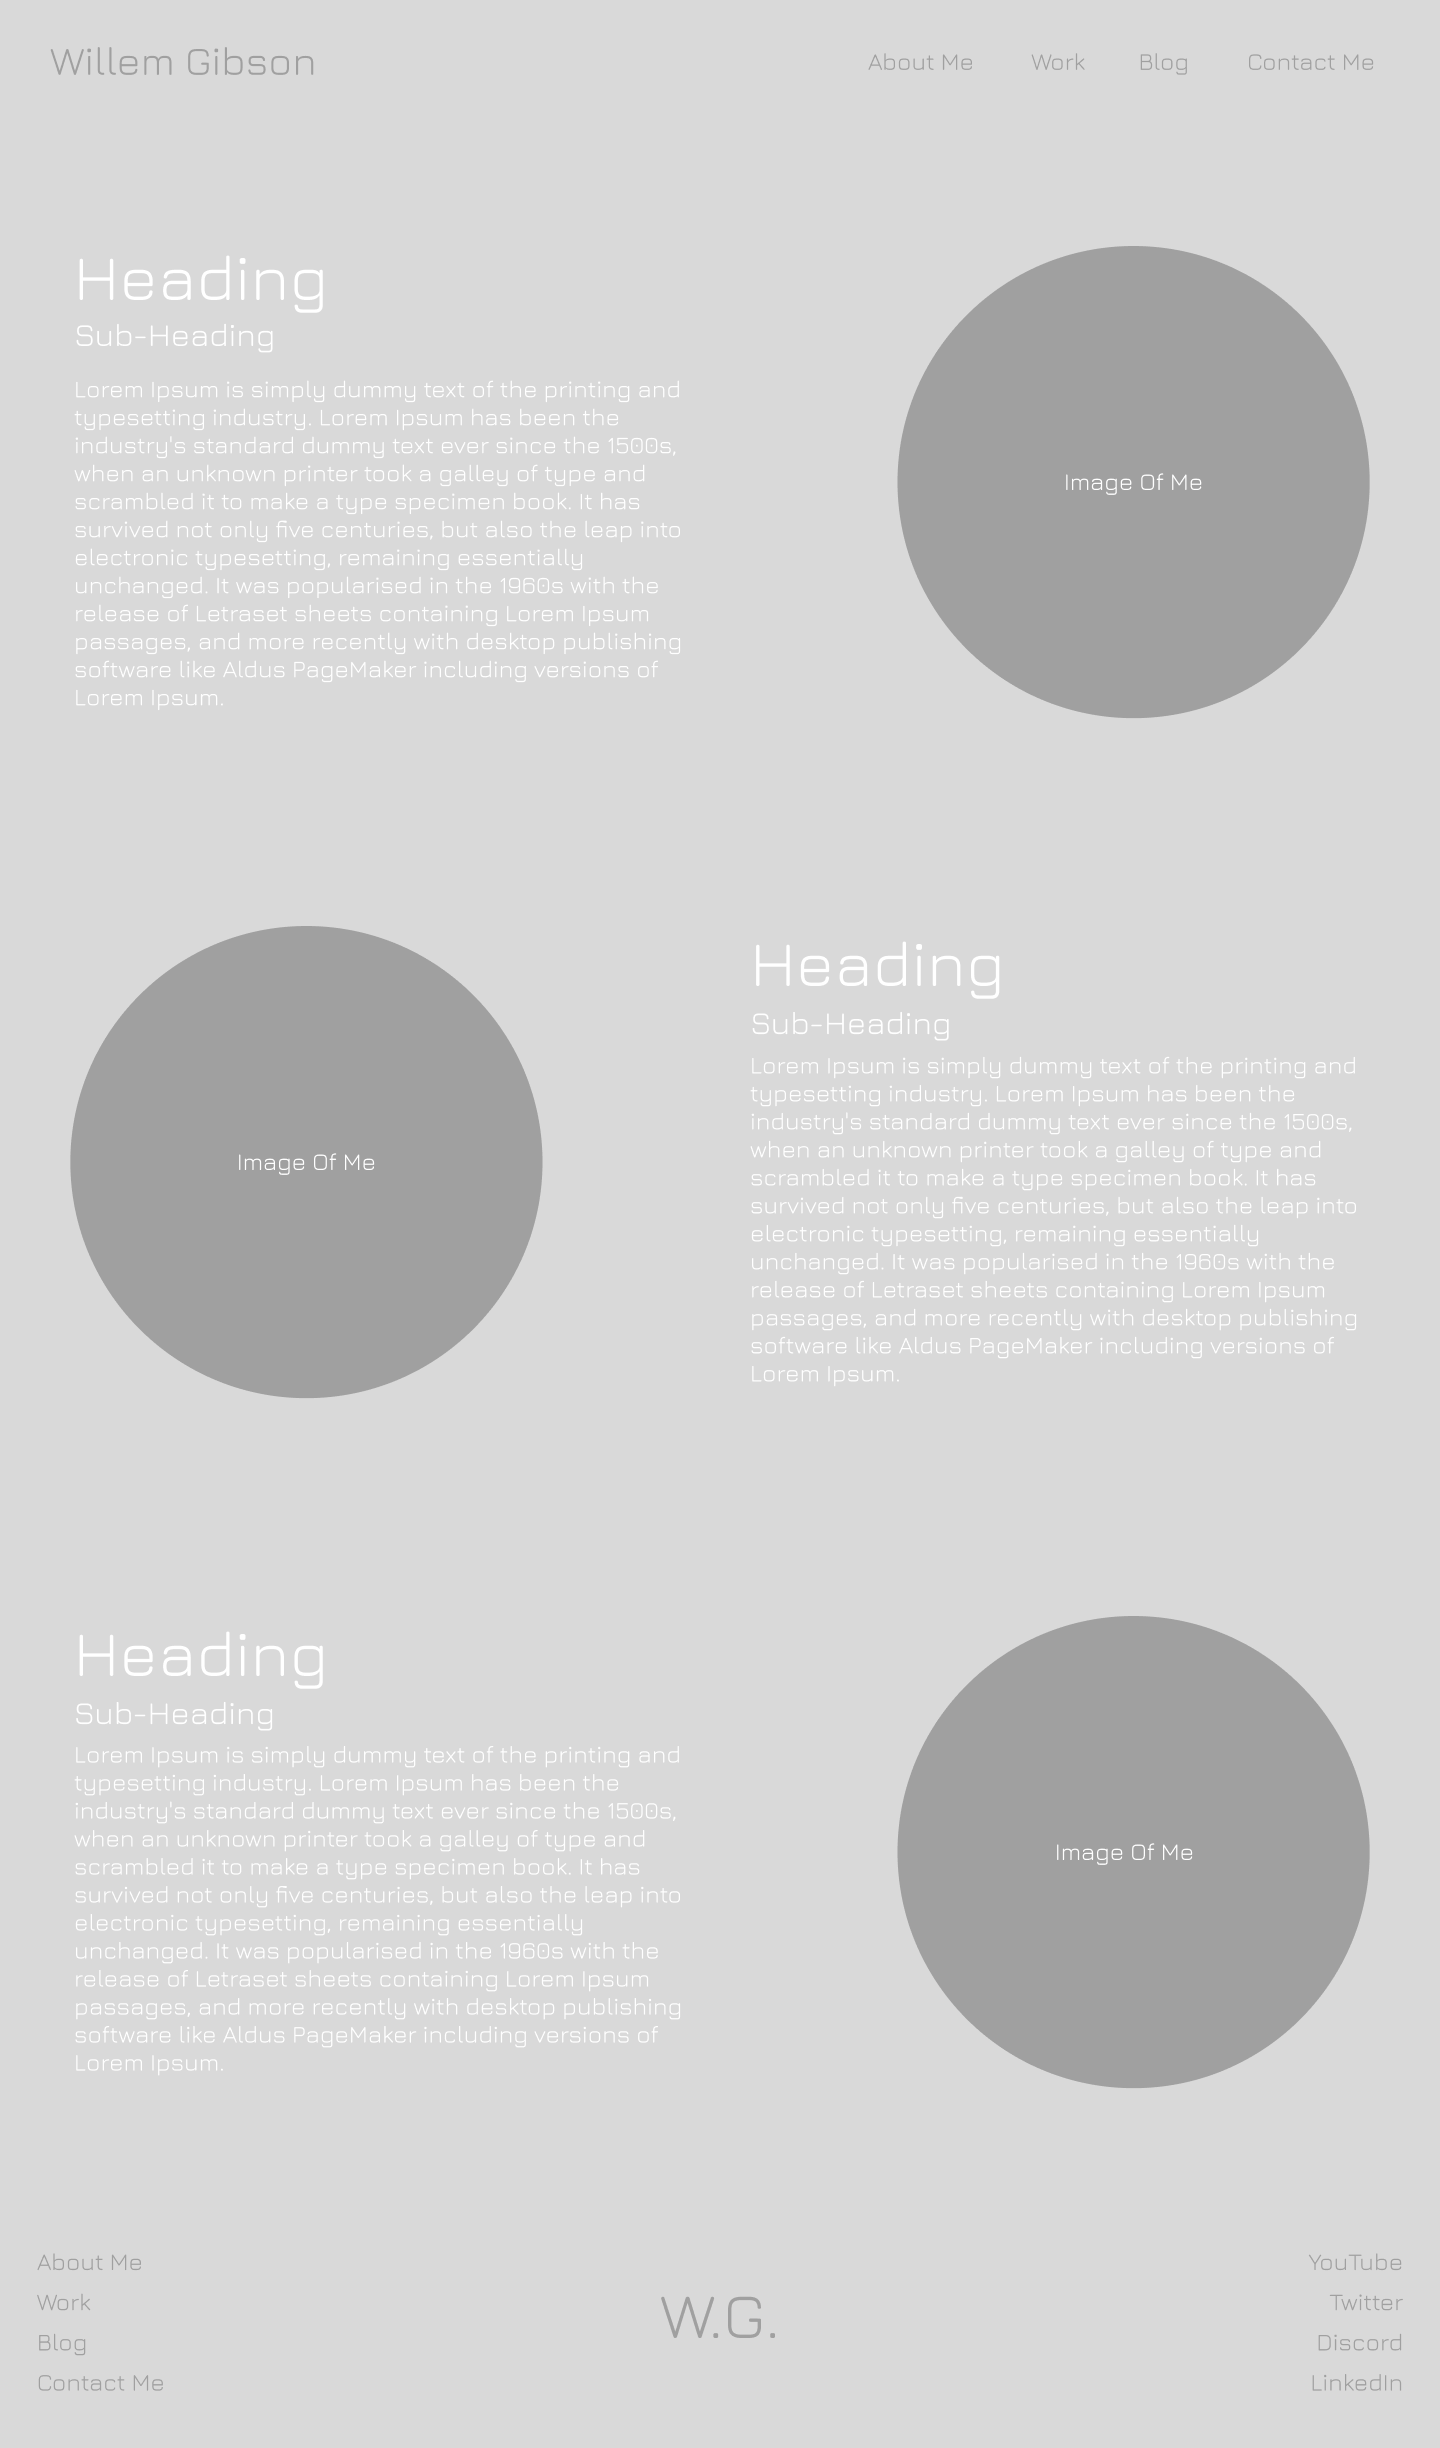 Willem Gibson
About Me
Work
Blog
Contact Me
Heading
Sub-Heading
Lorem Ipsum is simply dummy text of the printing and
typesetting industry. Lorem Ipsum has been the
industry's standard dummy text ever since the 1500s,
when an unknown printer took a galley of type and
scrambled it to make a type specimen book. It has
survived not only five centuries, but also the leap into
electronic typesetting, remaining essentially
unchanged. It was popularised in the 1960s with the
release of Letraset sheets containing Lorem Ipsum
passages, and more recently with desktop publishing
software like Aldus PageMaker including versions of
Lorem Ipsum.
Image Of Me
Image Of Me
Heading
Sub-Heading
Lorem Ipsum is simply dummy text of the printing and
typesetting industry. Lorem Ipsum has been the
industry's standard dummy text ever since the 1500s,
when an unknown printer took a galley of type and
scrambled it to make a type specimen book. It has
survived not only five centuries, but also the leap into
electronic typesetting, remaining essentially
unchanged. It was popularised in the 1960s with the
release of Letraset sheets containing Lorem Ipsum
passages, and more recently with desktop publishing
software like Aldus PageMaker including versions of
Lorem Ipsum.
Heading
Sub-Heading
Lorem Ipsum is simply dummy text of the printing and
typesetting industry. Lorem Ipsum has been the
industry's standard dummy text ever since the 1500s,
when an unknown printer took a galley of type and
scrambled it to make a type specimen book. It has
survived not only five centuries, but also the leap into
electronic typesetting, remaining essentially
unchanged. It was popularised in the 1960s with the
release of Letraset sheets containing Lorem Ipsum
passages, and more recently with desktop publishing
software like Aldus PageMaker including versions of
Lorem Ipsum.
Image Of Me
About Me
Work
Blog
Contact Me
W.G.
YouTube
Twitter
Discord
LinkedIn